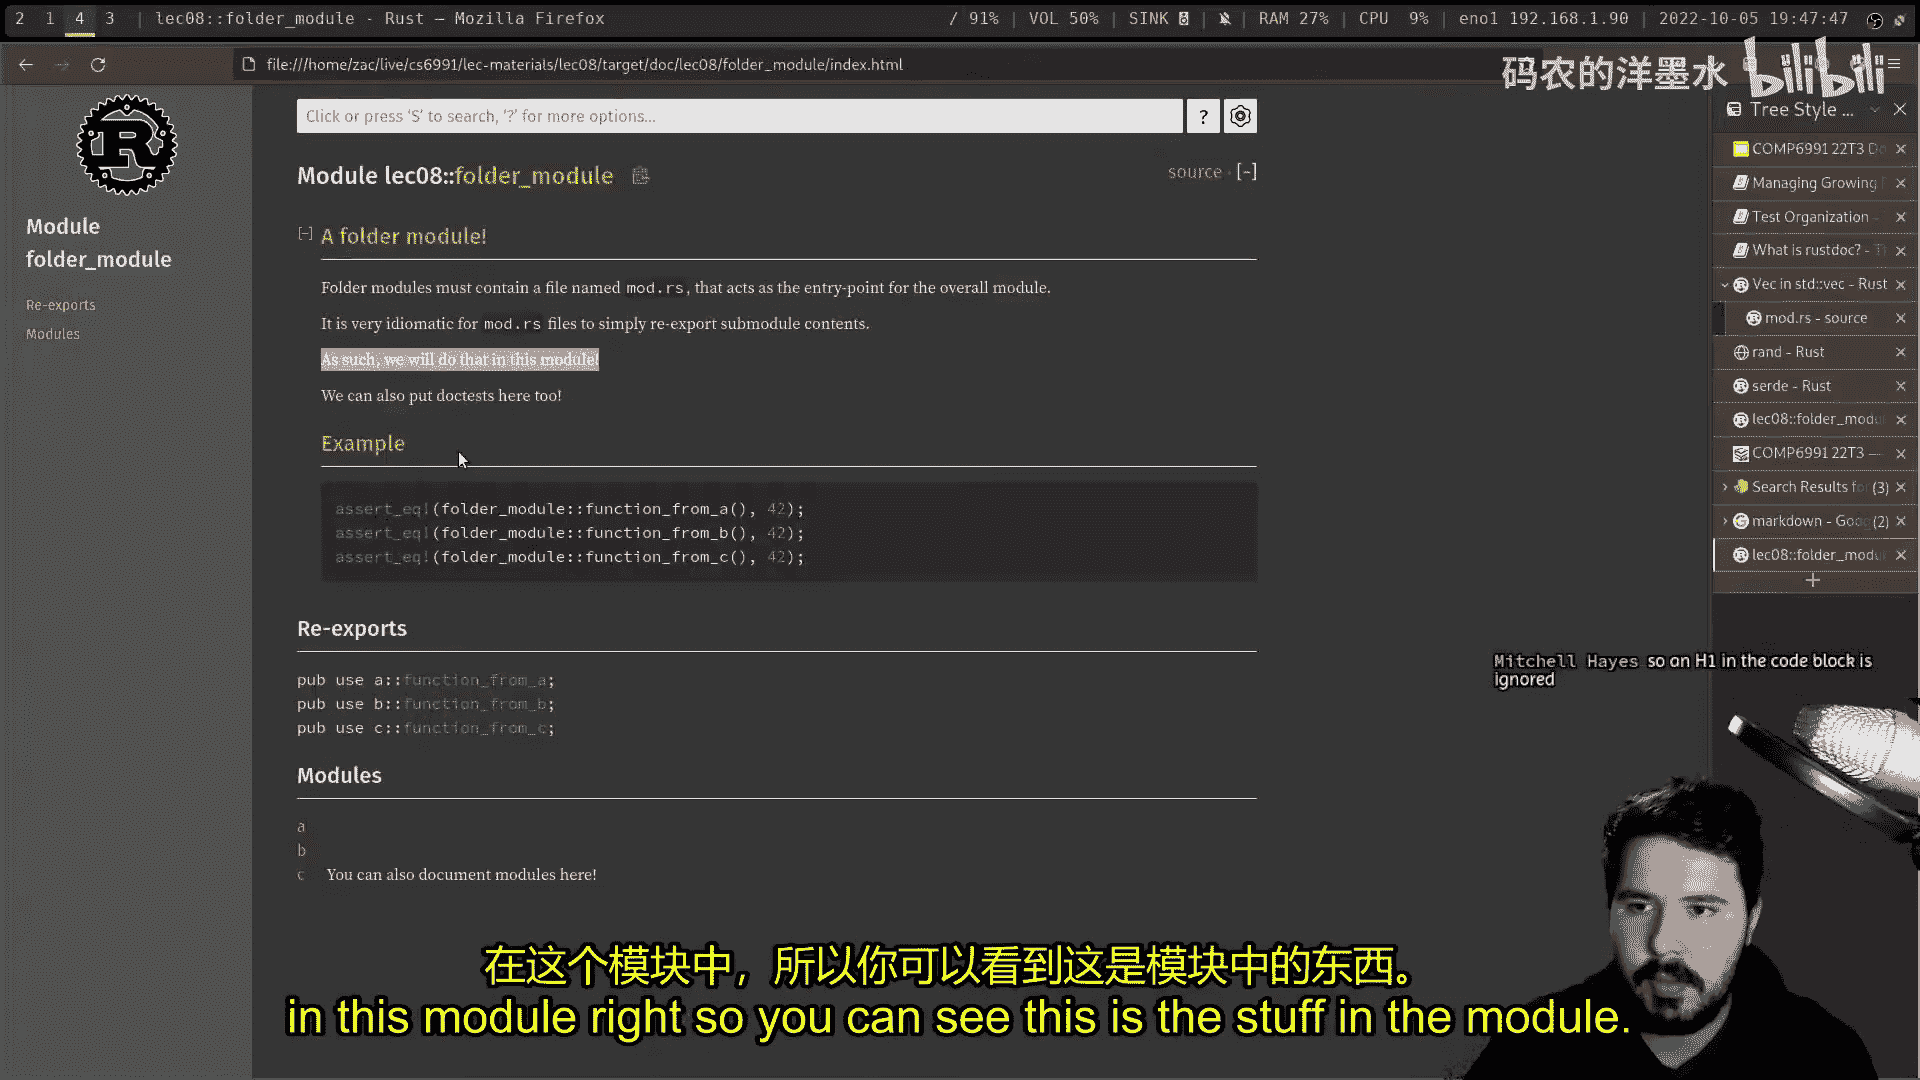 2 1 4 3 | lec08::folder_module - Rust — Mozilla Firefox
/ 91% | VOL 50% | SINK | RAM 27% | CPU 9% | eno1 192.168.1.90 | 2022-10-05 19:47:47
file:///home/zac/live/cs6991/lec-materials/lec08/target/doc/lec08/folder_module/index.html
码农的洋墨水 bilibili
Tree Style ...
Module
folder_module
Re-exports
Modules
Click or press ‘S’ to search, ‘?’ for more options…
?
Module lec08::folder_module
source · [-]
[-] A folder module!
Folder modules must contain a file named mod.rs, that acts as the entry-point for the overall module.
It is very idiomatic for mod.rs files to simply re-export submodule contents.
As such, we will do that in this module!
We can also put doctests here too!
Example
assert_eq!(folder_module::function_from_a(), 42);
assert_eq!(folder_module::function_from_b(), 42);
assert_eq!(folder_module::function_from_c(), 42);
Re-exports
pub use a::function_from_a;
pub use b::function_from_b;
pub use c::function_from_c;
Modules
a
b
c You can also document modules here!
COMP6991 22T3
Managing Growing
Test Organization -
What is rustdoc? -
Vec in std::vec - Rust
mod.rs - source
rand - Rust
serde - Rust
lec08::folder_modu
COMP6991 22T3 —
Search Results fo (3)
markdown - Goo (2)
lec08::folder_modu
Mitchell Hayes so an H1 in the code block is
ignored
在这个模块中，所以你可以看到这是模块中的东西。
in this module right so you can see this is the stuff in the module.